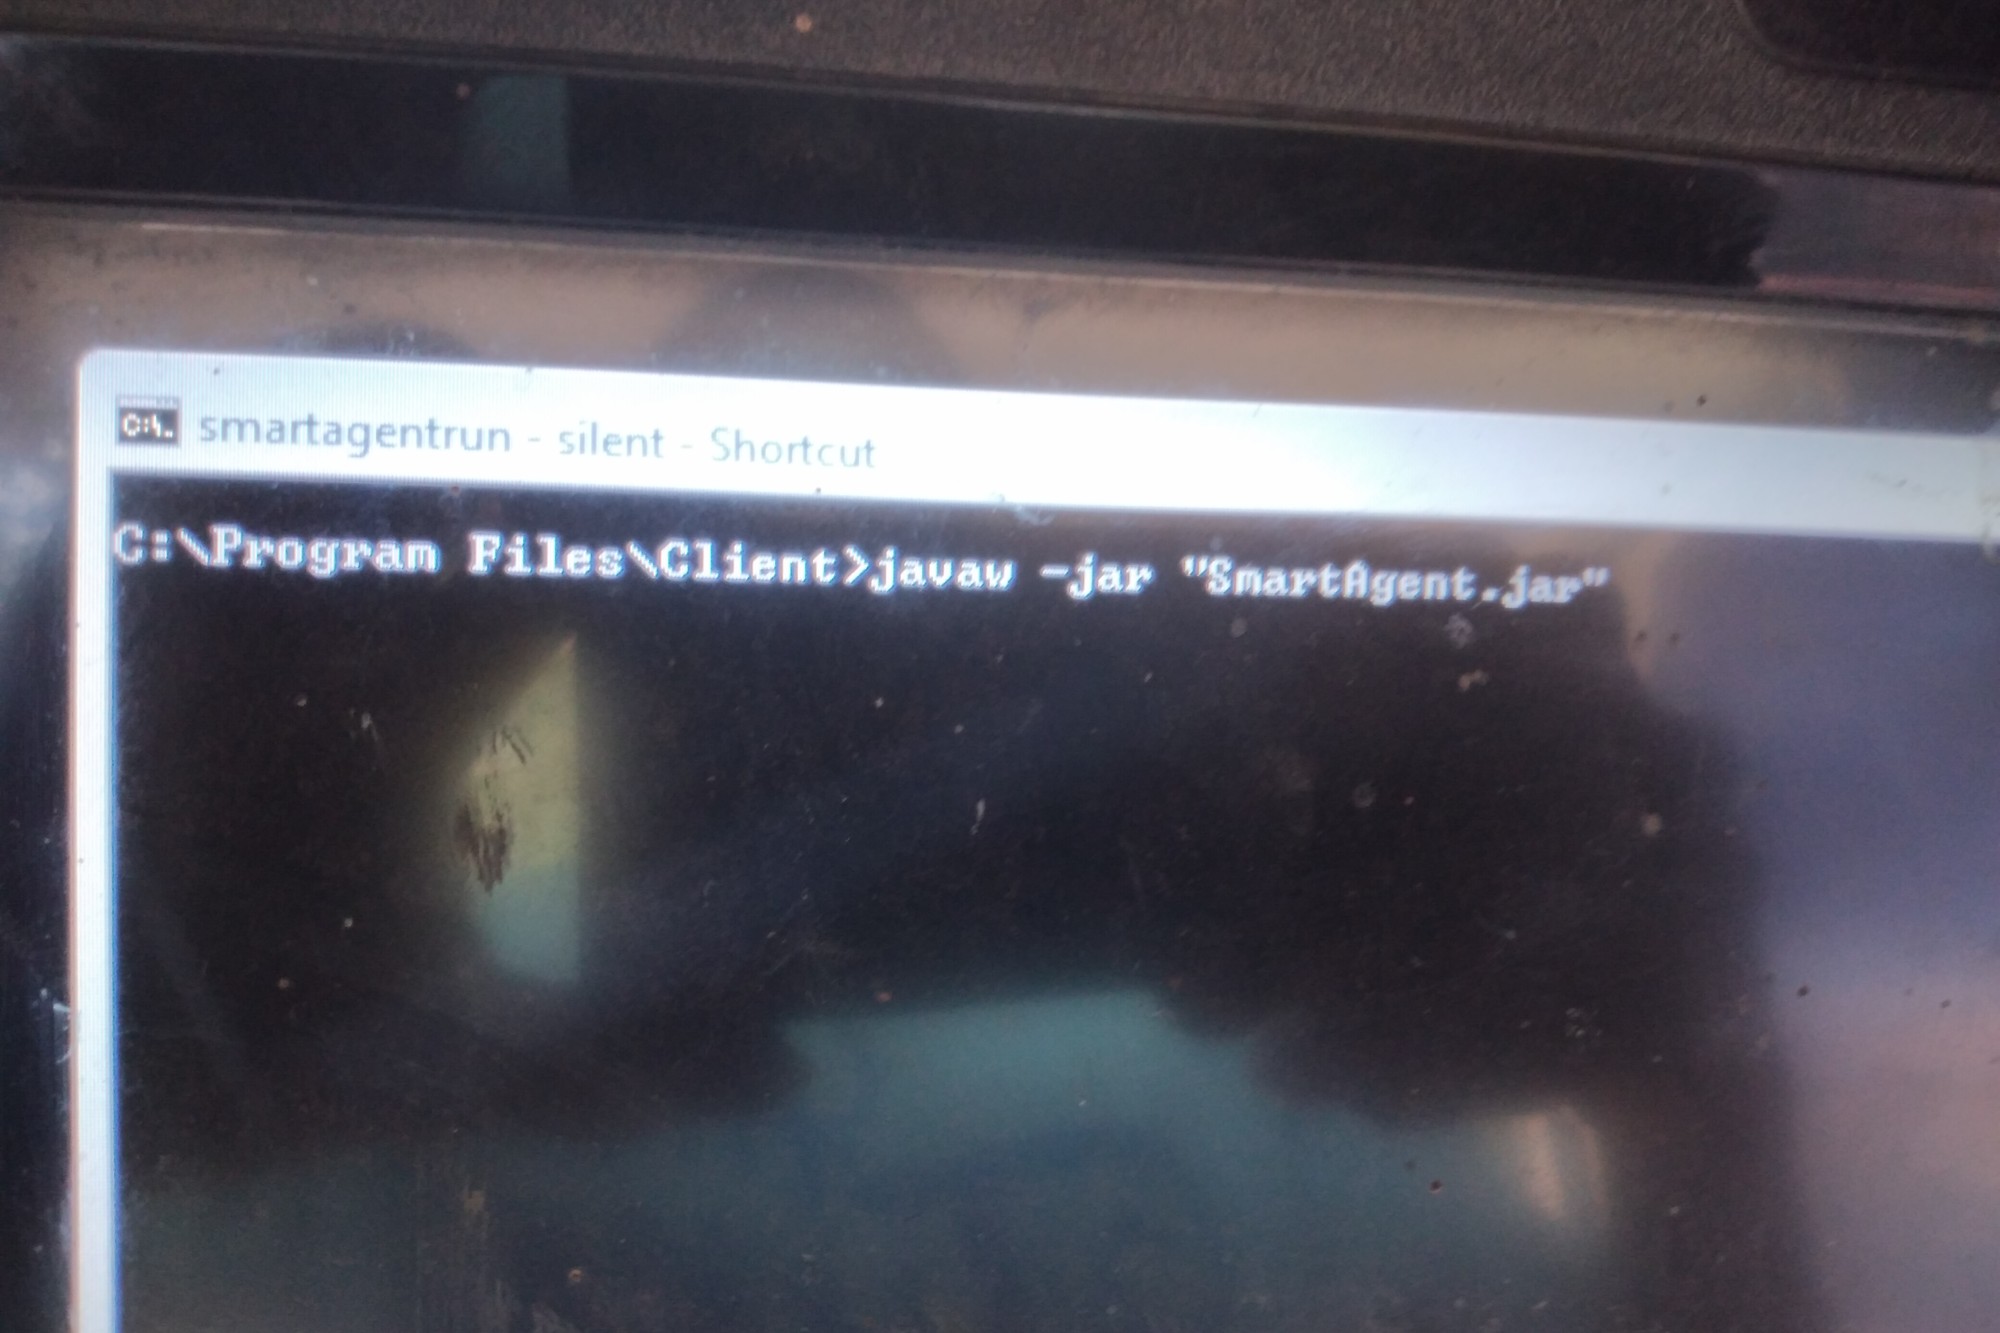 C:\. smartagentrun - silent - Shortcut
C:\Program Files\Client>javaw -jar "SmartAgent.jar"